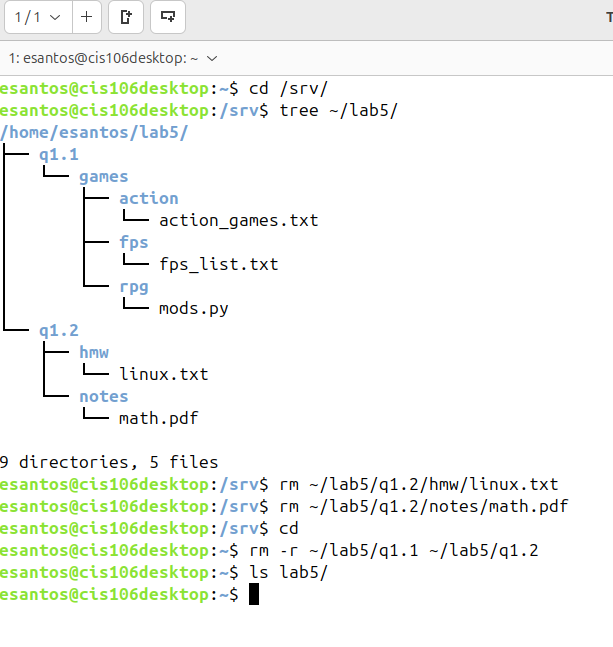 1 / 1
T
1: esantos@cis106desktop: ~
esantos@cis106desktop:~$ cd /srv/
esantos@cis106desktop:/srv$ tree ~/lab5/
/home/esantos/lab5/
├── q1.1
│   └── games
│       ├── action
│       │   └── action_games.txt
│       ├── fps
│       │   └── fps_list.txt
│       └── rpg
│           └── mods.py
└── q1.2
    ├── hmw
    │   └── linux.txt
    └── notes
        └── math.pdf

9 directories, 5 files
esantos@cis106desktop:/srv$ rm ~/lab5/q1.2/hmw/linux.txt
esantos@cis106desktop:/srv$ rm ~/lab5/q1.2/notes/math.pdf
esantos@cis106desktop:/srv$ cd
esantos@cis106desktop:~$ rm -r ~/lab5/q1.1 ~/lab5/q1.2
esantos@cis106desktop:~$ ls lab5/
esantos@cis106desktop:~$